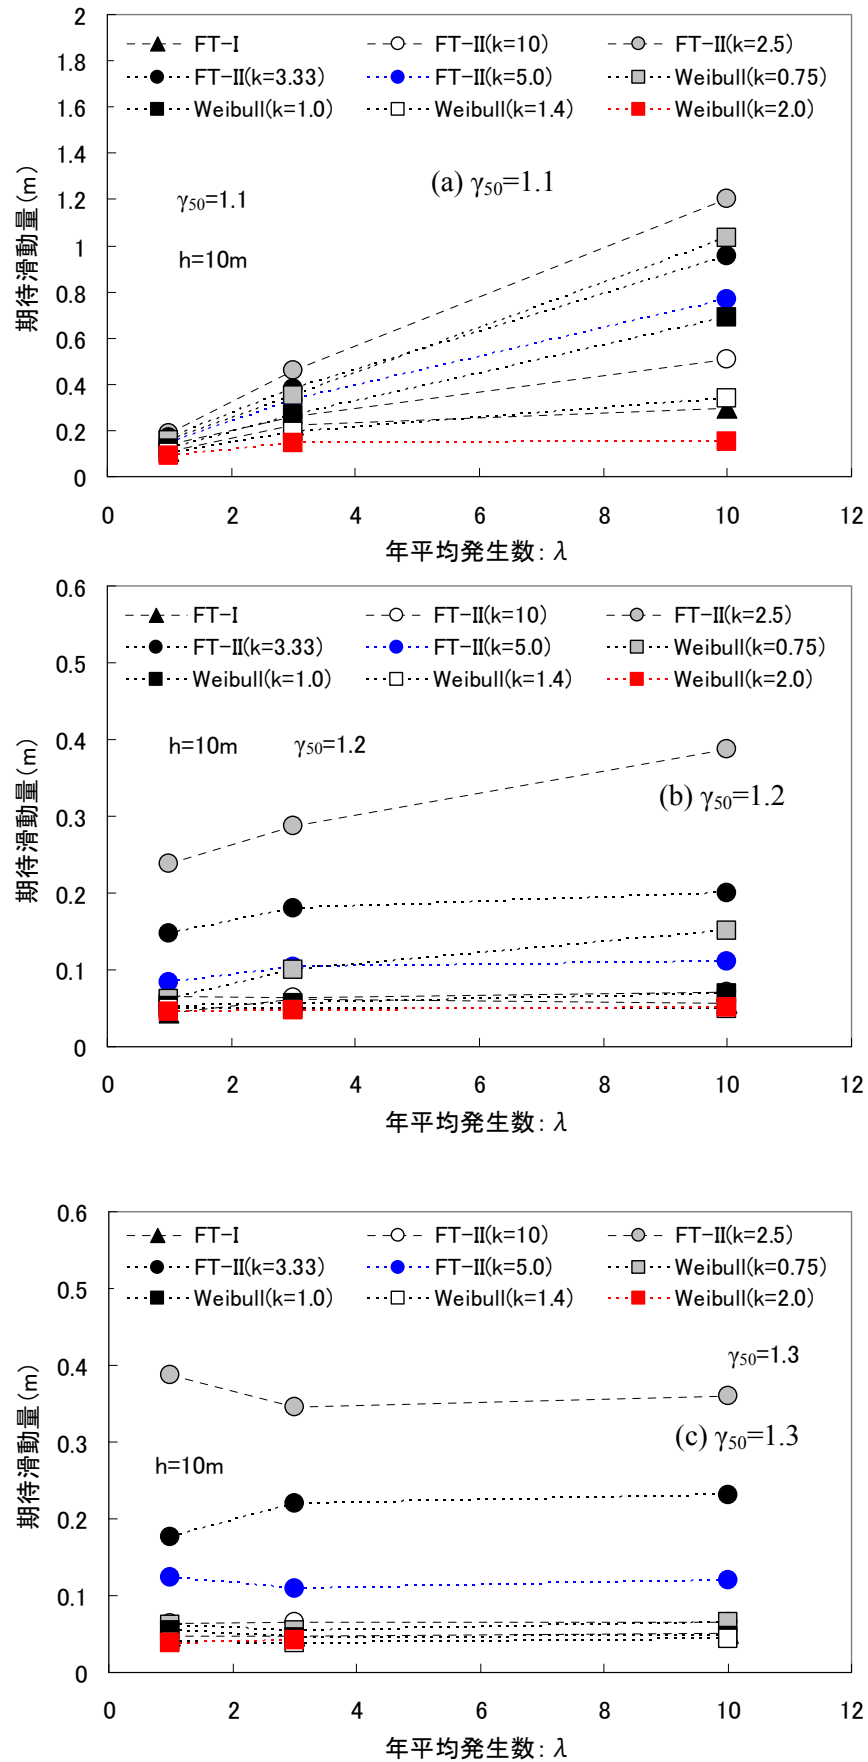 2
1.8
1.6
1.4
1.2
1
0.8
0.6
0.4
0.2
0
期待滑動量(m)
FT-I FT-II(k=10) FT-II(k=2.5)
FT-II(k=3.33) FT-II(k=5.0) Weibull(k=0.75)
Weibull(k=1.0) Weibull(k=1.4) Weibull(k=2.0)
γ50=1.1 (a) γ50=1.1
h=10m
0 2 4 6 8 10 12
年平均発生数: λ
0.6
0.5
0.4
0.3
0.2
0.1
0
期待滑動量(m)
FT-I FT-II(k=10) FT-II(k=2.5)
FT-II(k=3.33) FT-II(k=5.0) Weibull(k=0.75)
Weibull(k=1.0) Weibull(k=1.4) Weibull(k=2.0)
h=10m γ50=1.2
(b) γ50=1.2
0 2 4 6 8 10 12
年平均発生数: λ
0.6
0.5
0.4
0.3
0.2
0.1
0
期待滑動量(m)
FT-I FT-II(k=10) FT-II(k=2.5)
FT-II(k=3.33) FT-II(k=5.0) Weibull(k=0.75)
Weibull(k=1.0) Weibull(k=1.4) Weibull(k=2.0)
γ50=1.3
(c) γ50=1.3
h=10m
0 2 4 6 8 10 12
年平均発生数: λ